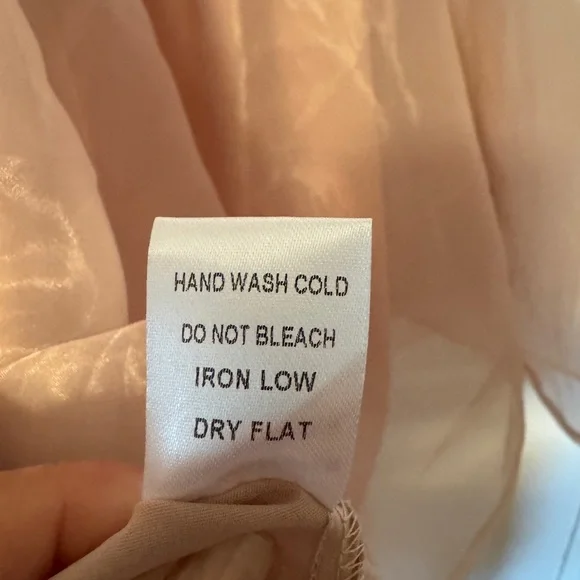 HAND WASH COLD
DO NOT BLEACH
IRON LOW
DRY FLAT